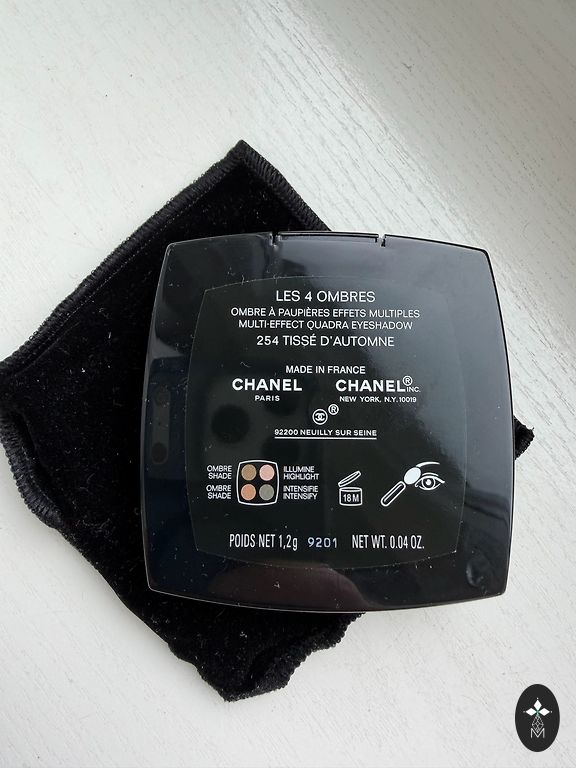 LES 4 OMBRES
OMBRE À PAUPIÈRES EFFETS MULTIPLES
MULTI-EFFECT QUADRA EYESHADOW
254 TISSÉ D'AUTOMNE
MADE IN FRANCE
CHANEL CHANEL® INC.
PARIS NEW YORK, N.Y. 10019
®
92200 NEUILLY SUR SEINE
OMBRE ILLUMINE
SHADE HIGHLIGHT
OMBRE INTENSIFIE
SHADE INTENSIFY
18 M
POIDS NET 1,2g 9201 NET WT. 0.04 OZ.
M